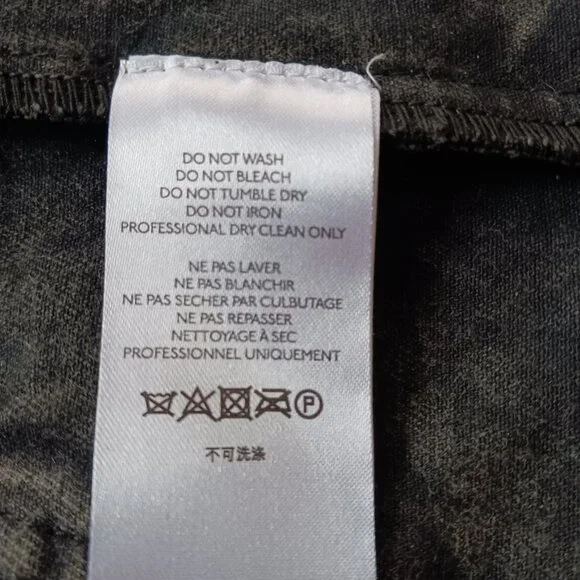 DO NOT WASH
DO NOT BLEACH
DO NOT TUMBLE DRY
DO NOT IRON
PROFESSIONAL DRY CLEAN ONLY
NE PAS LAVER
NE PAS BLANCHIR
NE PAS SECHER PAR CULBUTAGE
NE PAS REPASSER
NETTOYAGE À SEC
PROFESSIONNEL UNIQUEMENT
P
不可洗涤